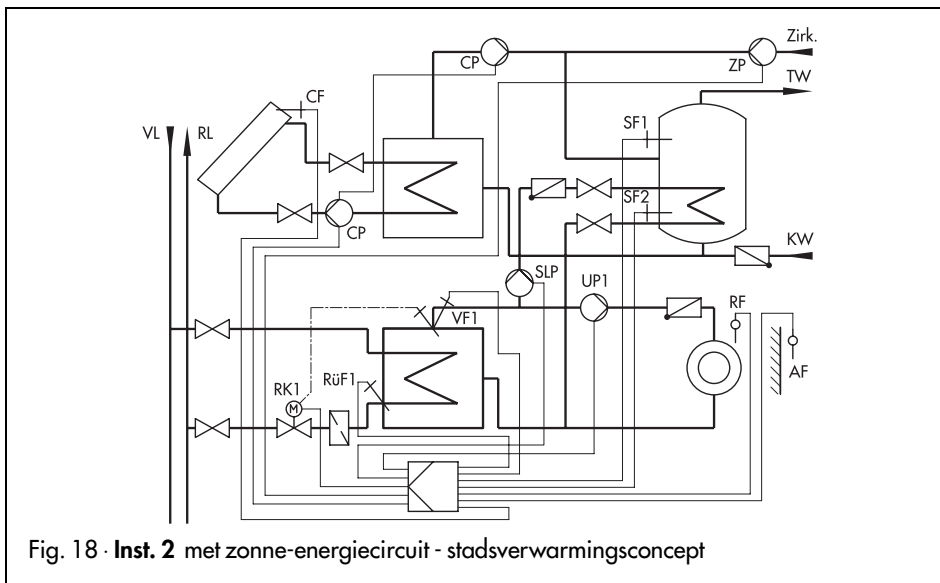 Zirk.
CP
ZP
TW
CF
VL
RL
SF1
SF2
CP
KW
SLP
UP1
VF1
RF
RüF1
AF
RK1
M
Fig. 18 · Inst. 2 met zonne-energiecircuit - stadsverwarmingsconcept